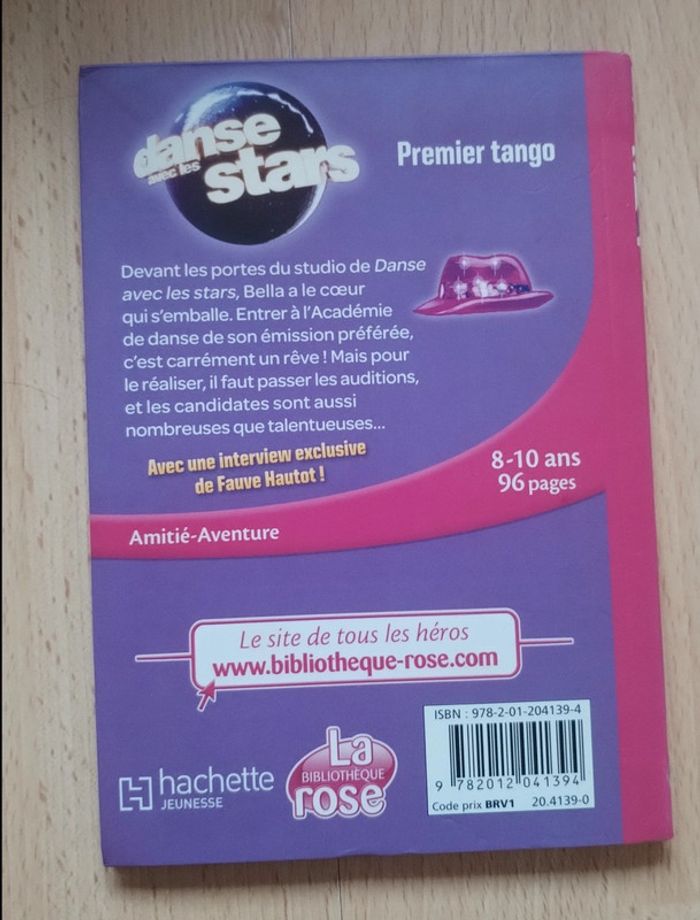 danse
avec les
stars
Premier tango
Devant les portes du studio de Danse
avec les stars, Bella a le cœur
qui s'emballe. Entrer à l'Académie
de danse de son émission préférée,
c'est carrément un rêve ! Mais pour
le réaliser, il faut passer les auditions,
et les candidates sont aussi
nombreuses que talentueuses...
Avec une interview exclusive
de Fauve Hautot !
8-10 ans
96 pages
Amitié-Aventure
Le site de tous les héros
www.bibliotheque-rose.com
hachette
JEUNESSE
La
BIBLIOTHÈQUE
rose
ISBN : 978-2-01-204139-4
9 782012 041394
Code prix BRV1 20.4139-0